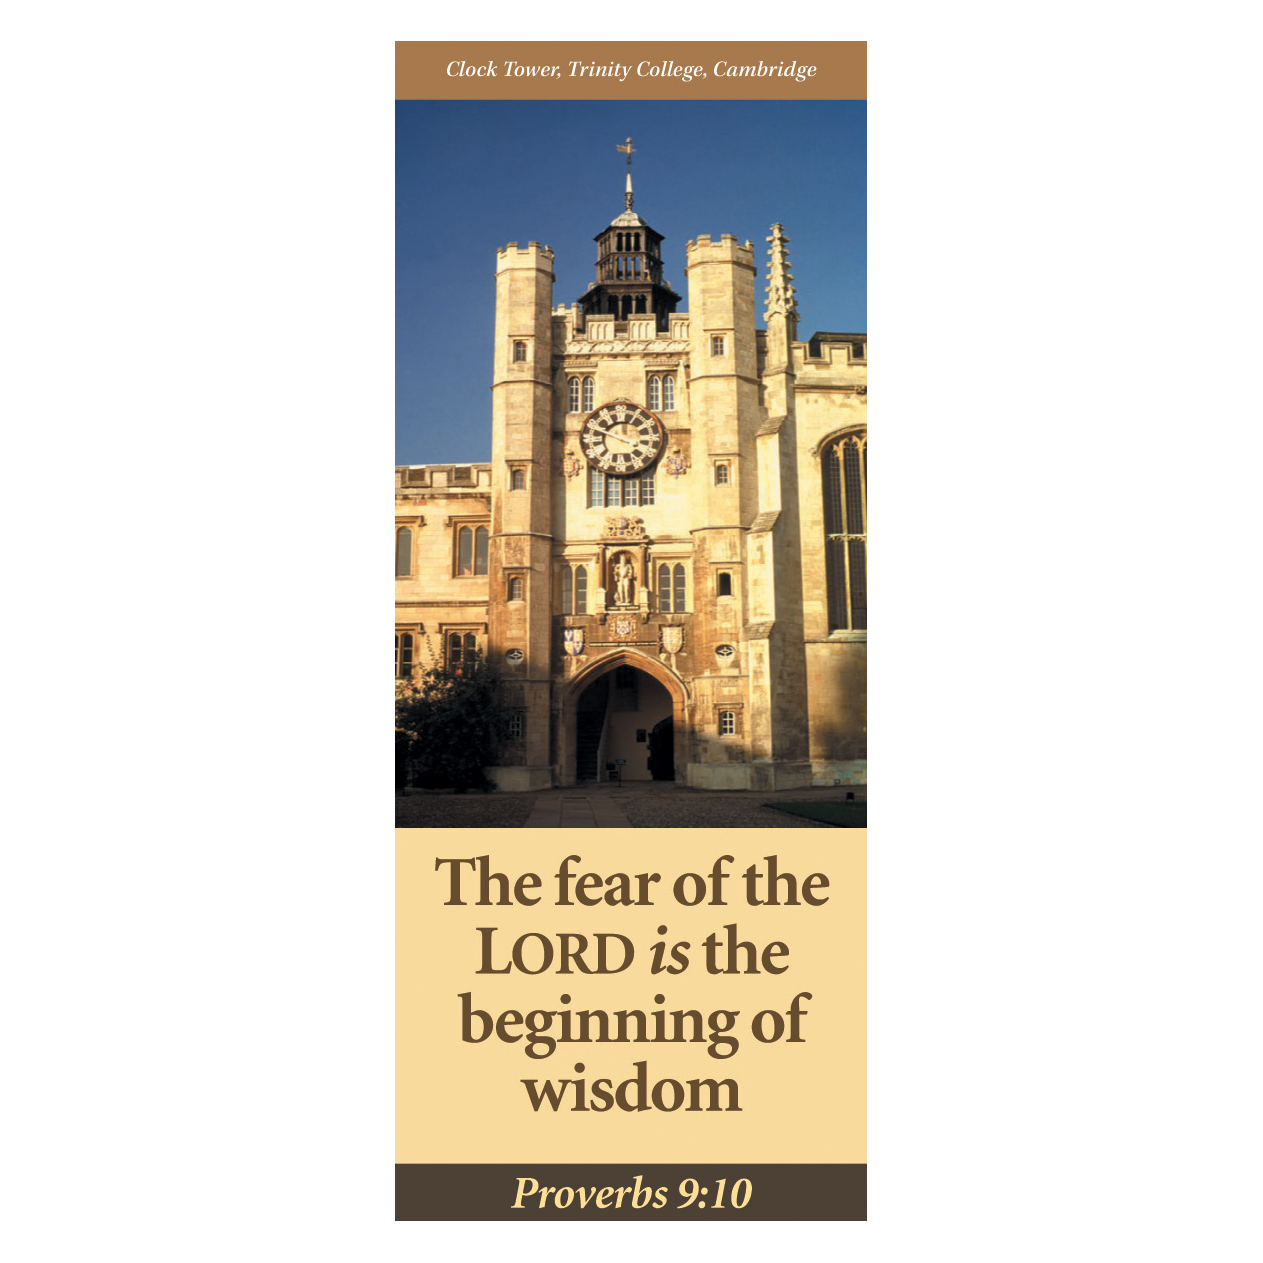 Clock Tower, Trinity College, Cambridge
The fear of the
LORD is the
beginning of
wisdom
Proverbs 9:10